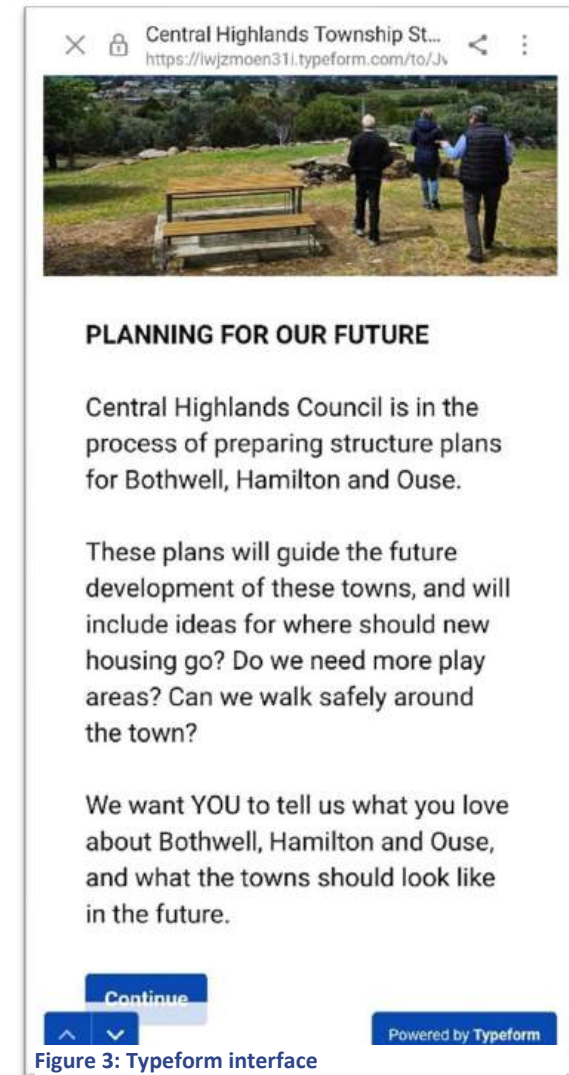 Central Highlands Township St...
https://iwjzmoen31i.typeform.com/to/Jv
PLANNING FOR OUR FUTURE
Central Highlands Council is in the
process of preparing structure plans
for Bothwell, Hamilton and Ouse.
These plans will guide the future
development of these towns, and will
include ideas for where should new
housing go? Do we need more play
areas? Can we walk safely around
the town?
We want YOU to tell us what you love
about Bothwell, Hamilton and Ouse,
and what the towns should look like
in the future.
Continue
Powered by Typeform
Figure 3: Typeform interface